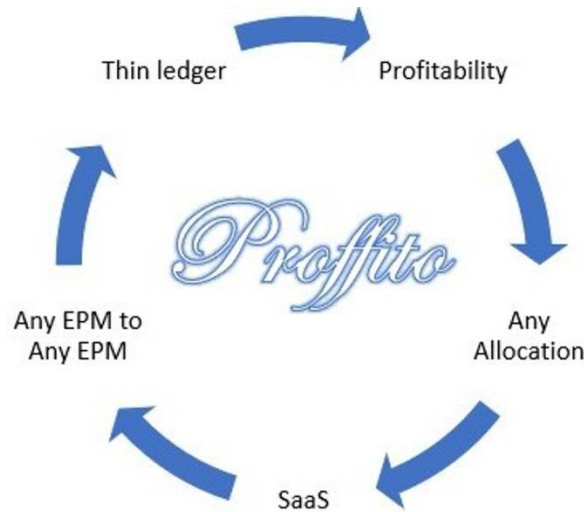 Thin ledger
Profitability
Proffito
Any EPM to
Any EPM
Any
Allocation
SaaS